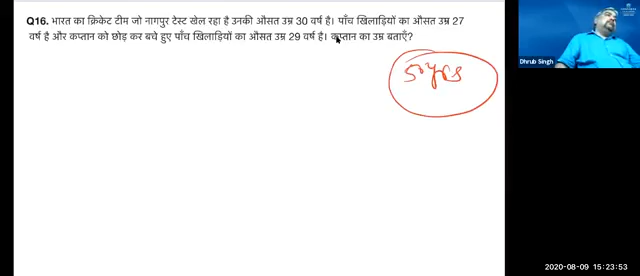 Q16. भारत का क्रिकेट टीम जो नागपुर टेस्ट खेल रहा है उनकी औसत उम्र 30 वर्ष है। पाँच खिलाड़ियों का औसत उम्र 27
वर्ष है और कप्तान को छोड़ कर बचे हुए पाँच खिलाड़ियों का औसत उम्र 29 वर्ष है। कप्तान का उम्र बताएँ?
50yrs
Dhrub Singh
2020-08-09 15:23:53